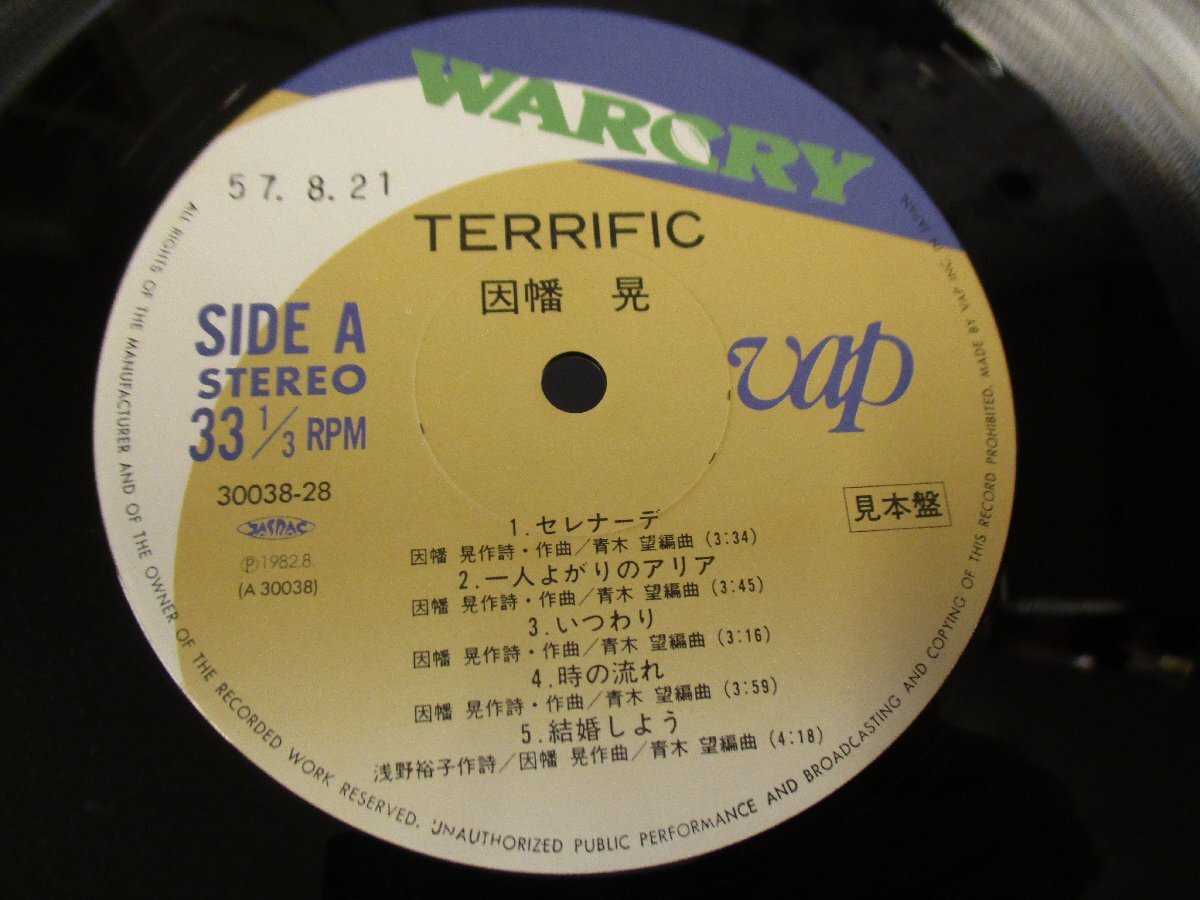 WARCRY
57.8.21
TERRIFIC
因幡 晃
SIDE A
STEREO
33 1/3 RPM
vap
30038-28
JASRAC
Ⓟ1982.8.
(A 30038)
見本盤
1.セレナーデ
因幡 晃作詩・作曲/青木 望編曲(3:34)
2.一人よがりのアリア
因幡 晃作詩・作曲/青木 望編曲(3:45)
3.いつわり
因幡 晃作詩・作曲/青木 望編曲(3:16)
4.時の流れ
因幡 晃作詩・作曲/青木 望編曲(3:59)
5.結婚しよう
浅野裕子作詩/因幡 晃作曲/青木 望編曲(4:18)
ALL RIGHTS OF THE MANUFACTURER AND OF THE OWNER OF THE RECORDED WORK RESERVED. UNAUTHORIZED PUBLIC PERFORMANCE AND BROADCASTING AND COPYING OF THIS RECORD PROHIBITED. MADE BY VAP INC. IN JAPAN.